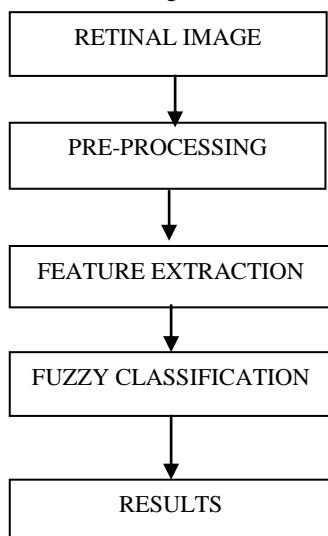 RETINAL IMAGE
PRE-PROCESSING
FEATURE EXTRACTION
FUZZY CLASSIFICATION
RESULTS